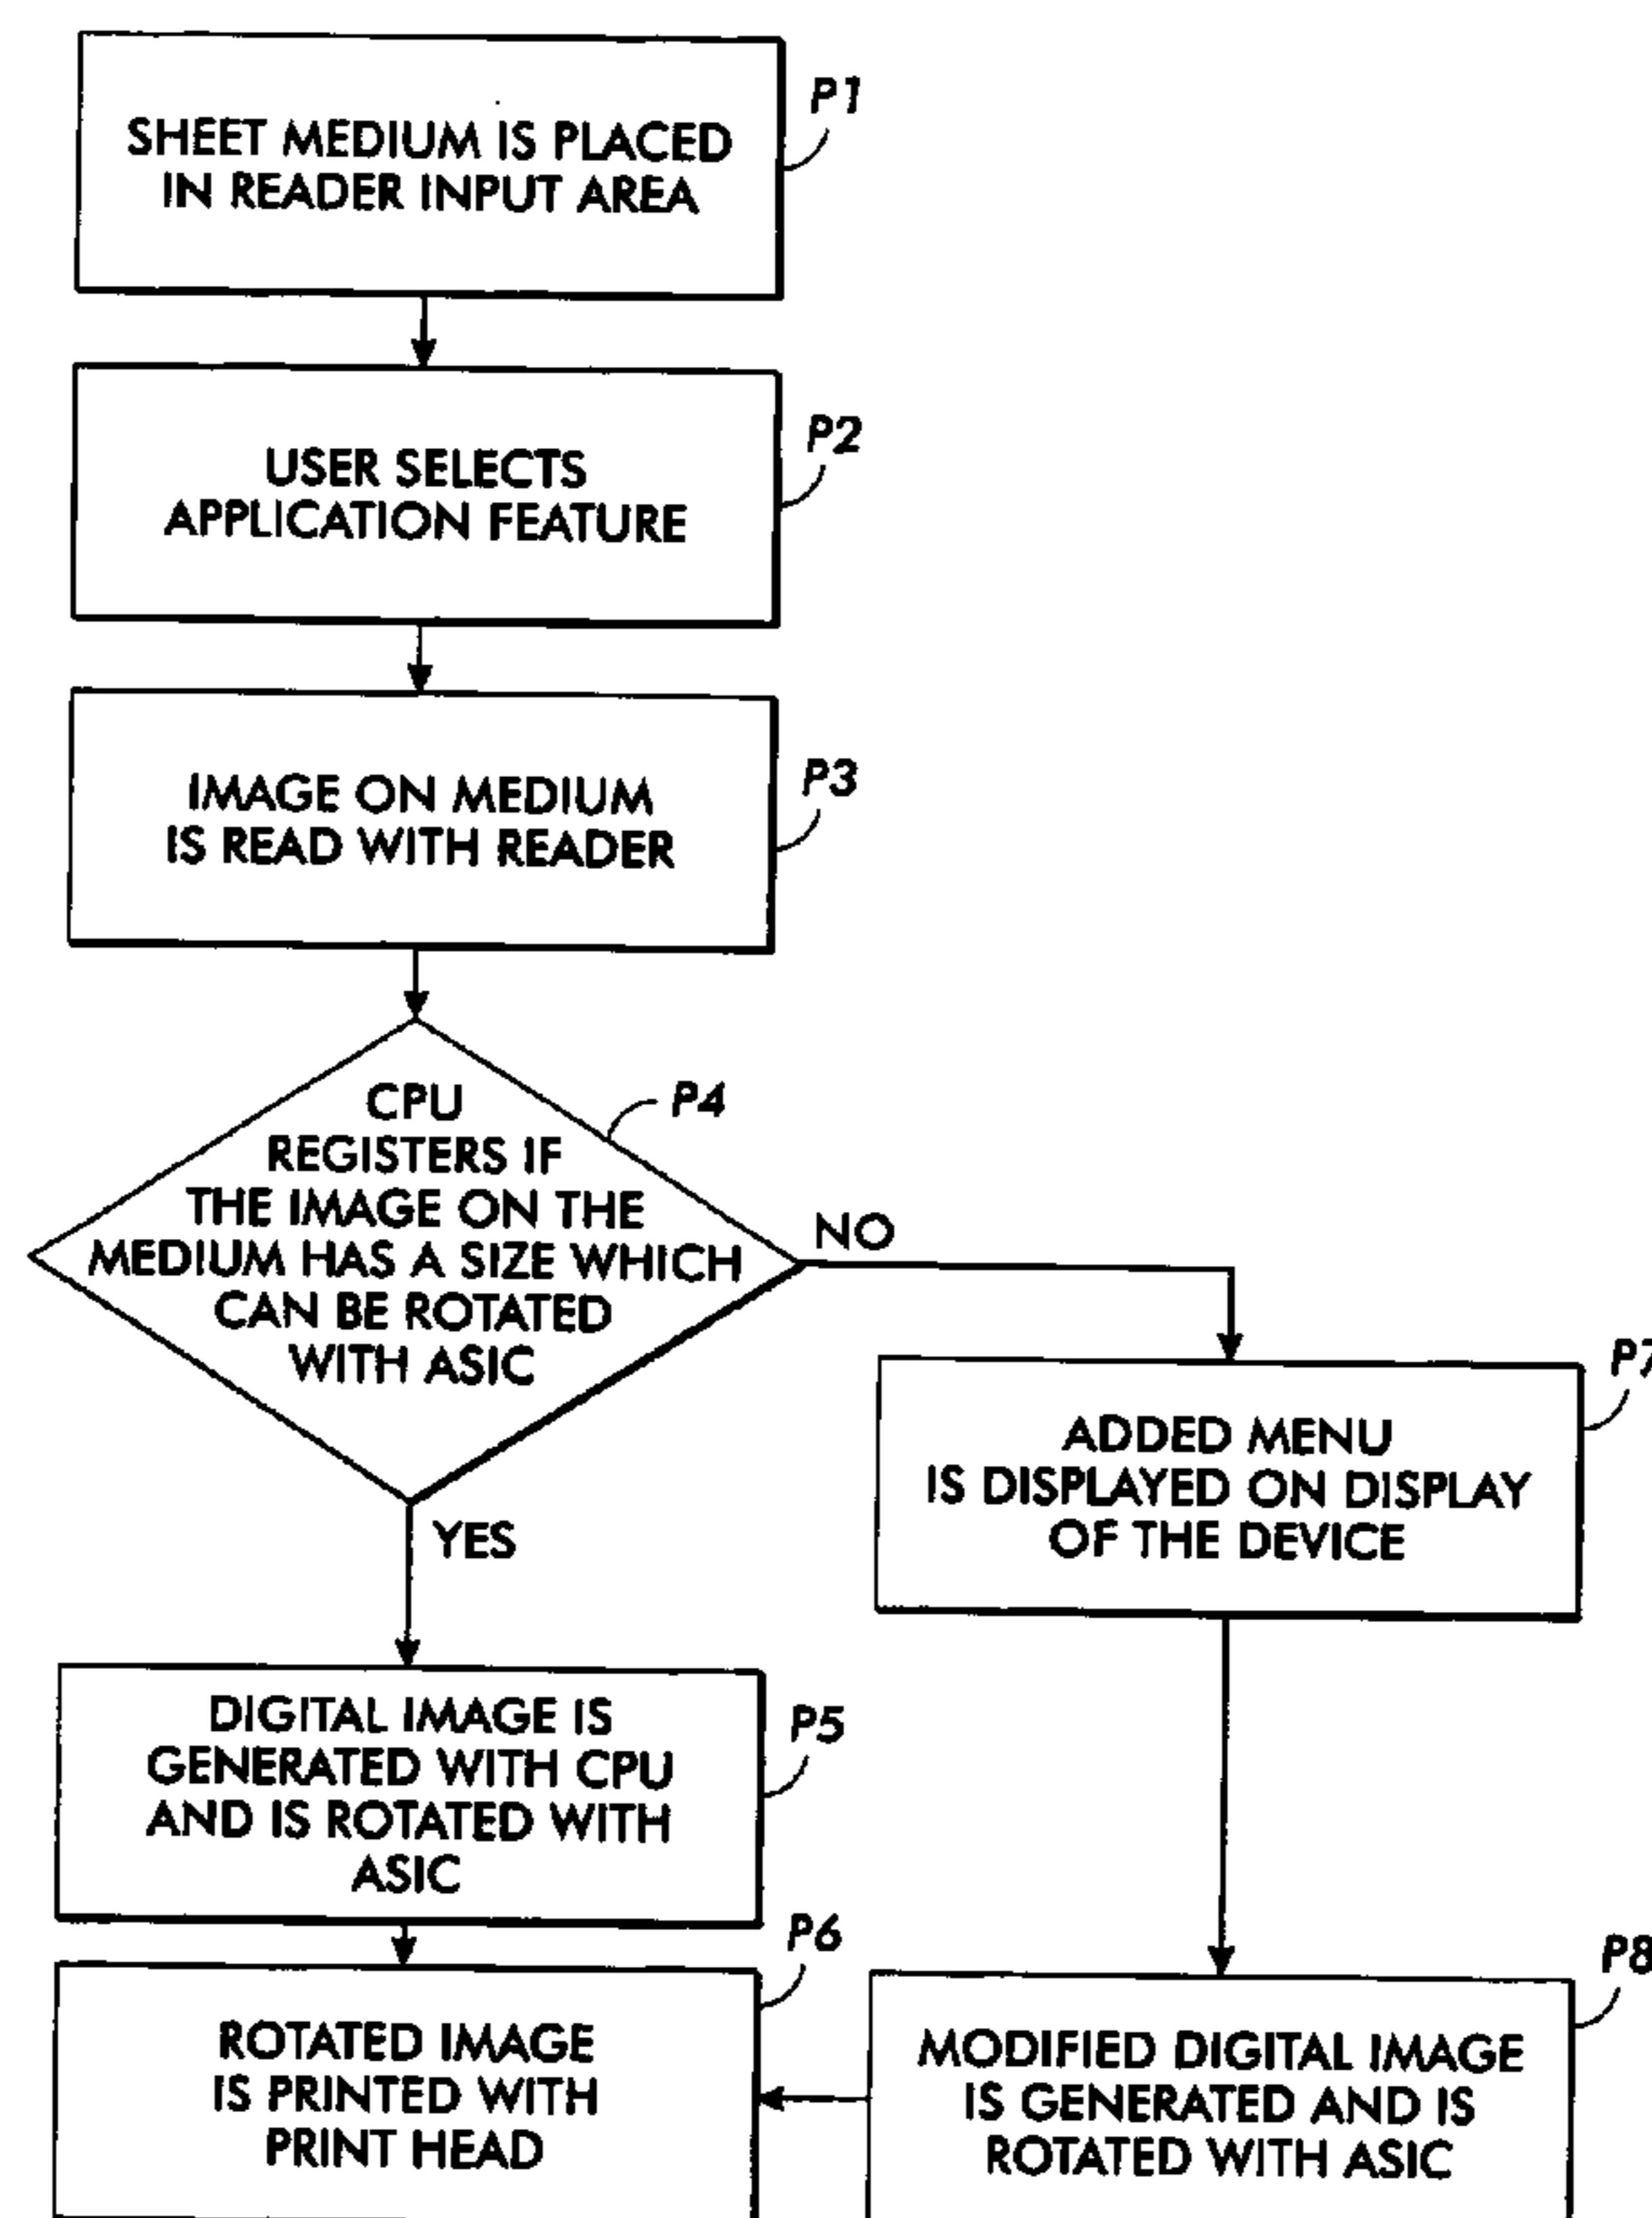 P1
SHEET MEDIUM IS PLACED
IN READER INPUT AREA
P2
USER SELECTS
APPLICATION FEATURE
P3
IMAGE ON MEDIUM
IS READ WITH READER
P4
CPU
REGISTERS IF
THE IMAGE ON THE
MEDIUM HAS A SIZE WHICH
CAN BE ROTATED
WITH ASIC
NO
YES
P7
ADDED MENU
IS DISPLAYED ON DISPLAY
OF THE DEVICE
P5
DIGITAL IMAGE IS
GENERATED WITH CPU
AND IS ROTATED WITH
ASIC
P6
ROTATED IMAGE
IS PRINTED WITH
PRINT HEAD
P8
MODIFIED DIGITAL IMAGE
IS GENERATED AND IS
ROTATED WITH ASIC